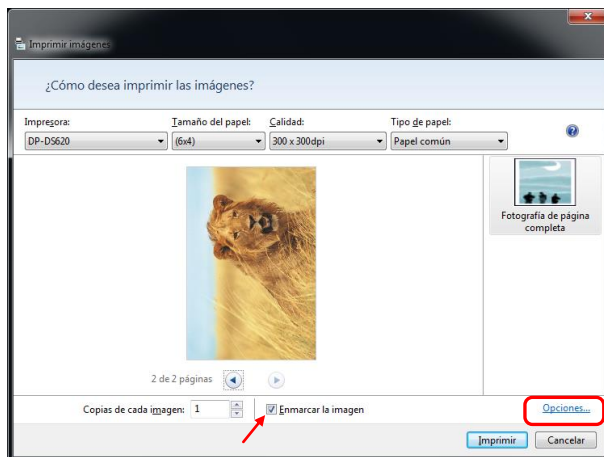 Imprimir imágenes
¿Cómo desea imprimir las imágenes?
Impresora: Tamaño del papel: Calidad: Tipo de papel:
DP-DS620 (6x4) 300 x 300dpi Papel común
Fotografía de página
completa
2 de 2 páginas
Copias de cada imagen: 1 Enmarcar la imagen Opciones...
Imprimir Cancelar